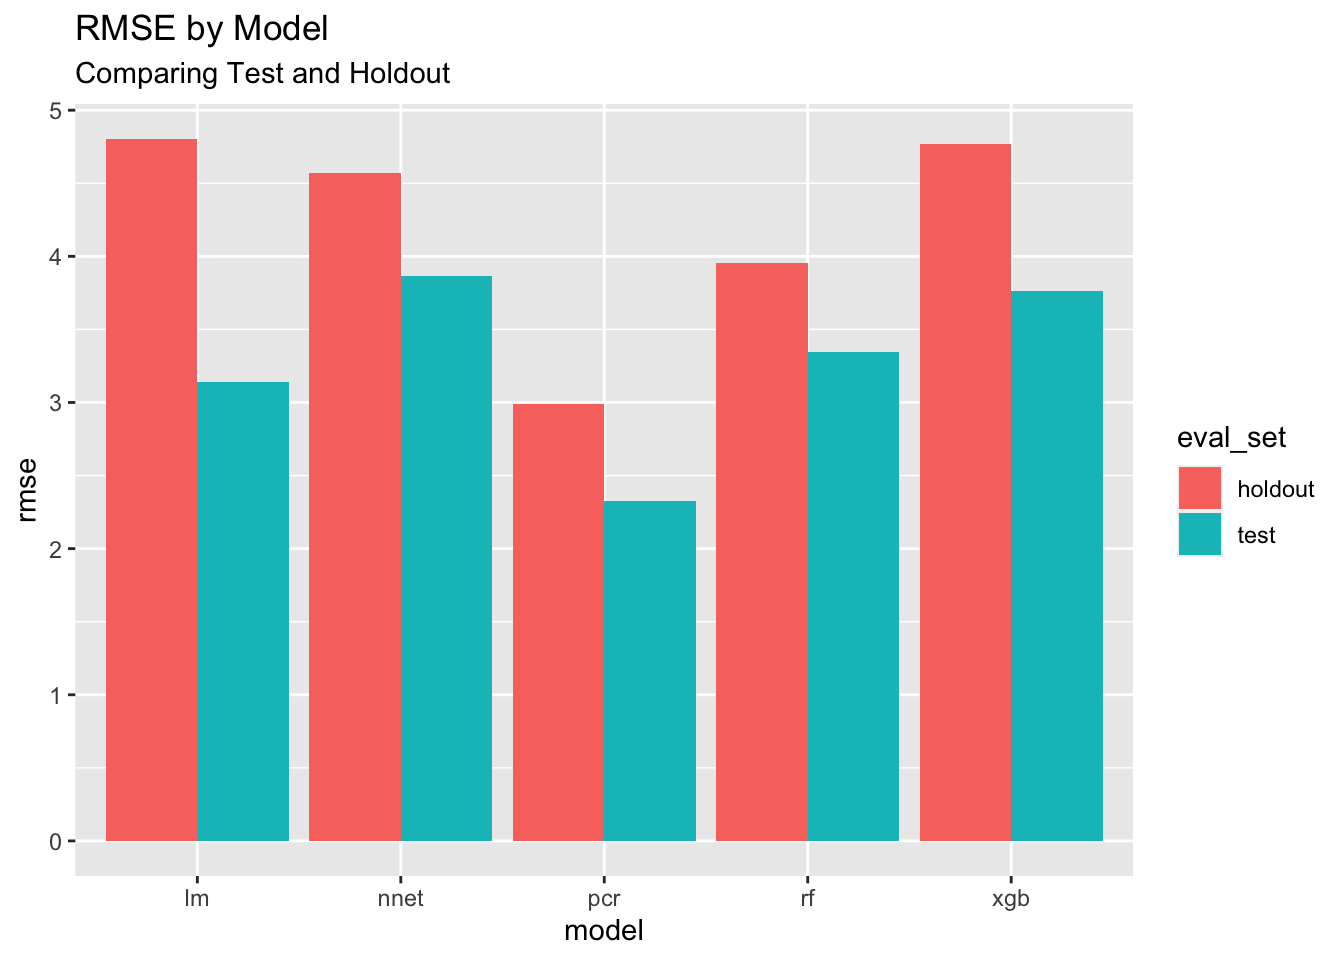 RMSE by Model
Comparing Test and Holdout
5
4
3
2
1
0
rmse
lm
nnet
pcr
rf
xgb
model
eval_set
holdout
test